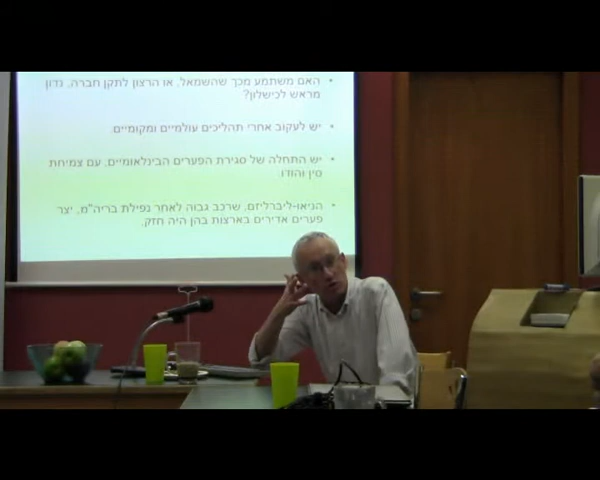 האם משתמע מכך שהשמאל, או הרצון לתקן חברה, נדון
מראש לכישלון?
יש לעקוב אחרי תהליכים עולמיים ומקומיים.
יש התחלה של סגירת הפערים הבינלאומיים, עם צמיחת
סין והודו.
הניאו-ליברליזם, שרכב גבוה לאחר נפילת בריה"מ, יצר
פערים אדירים בארצות בהן היה חזק.